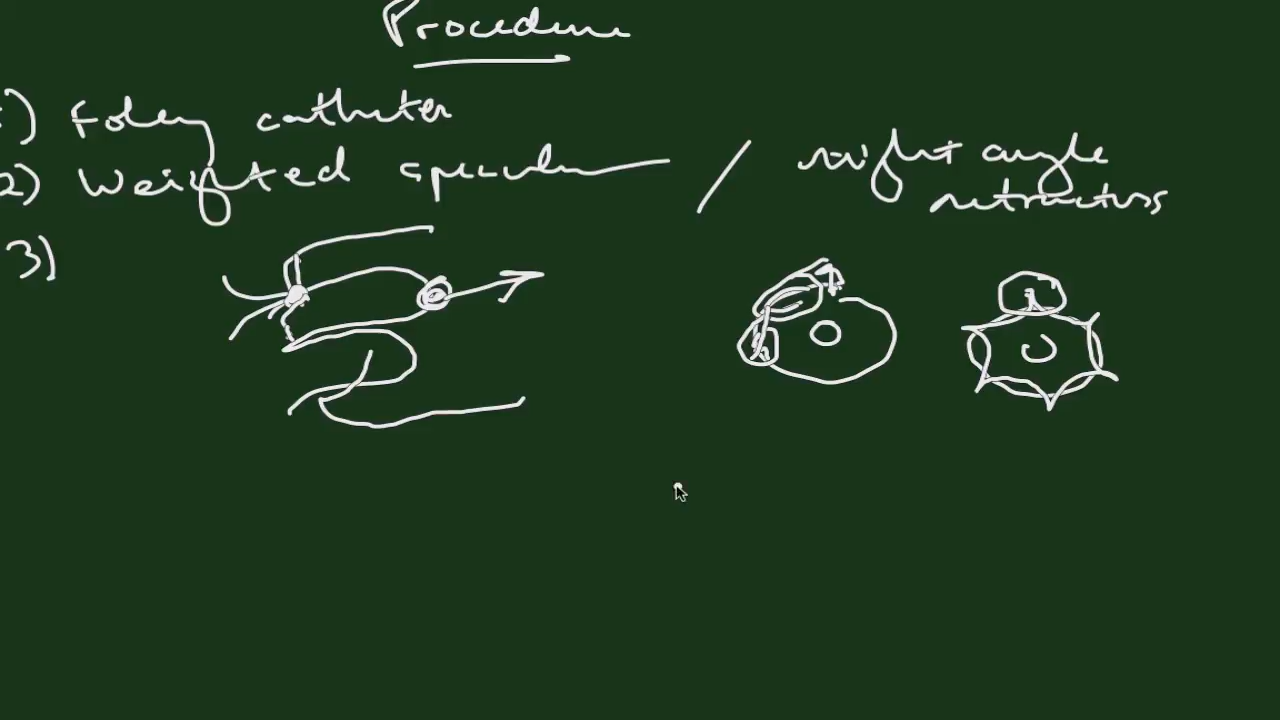 Procedure
1) Foley catheter
2) Weighted speculum / right angle
retractors
3)